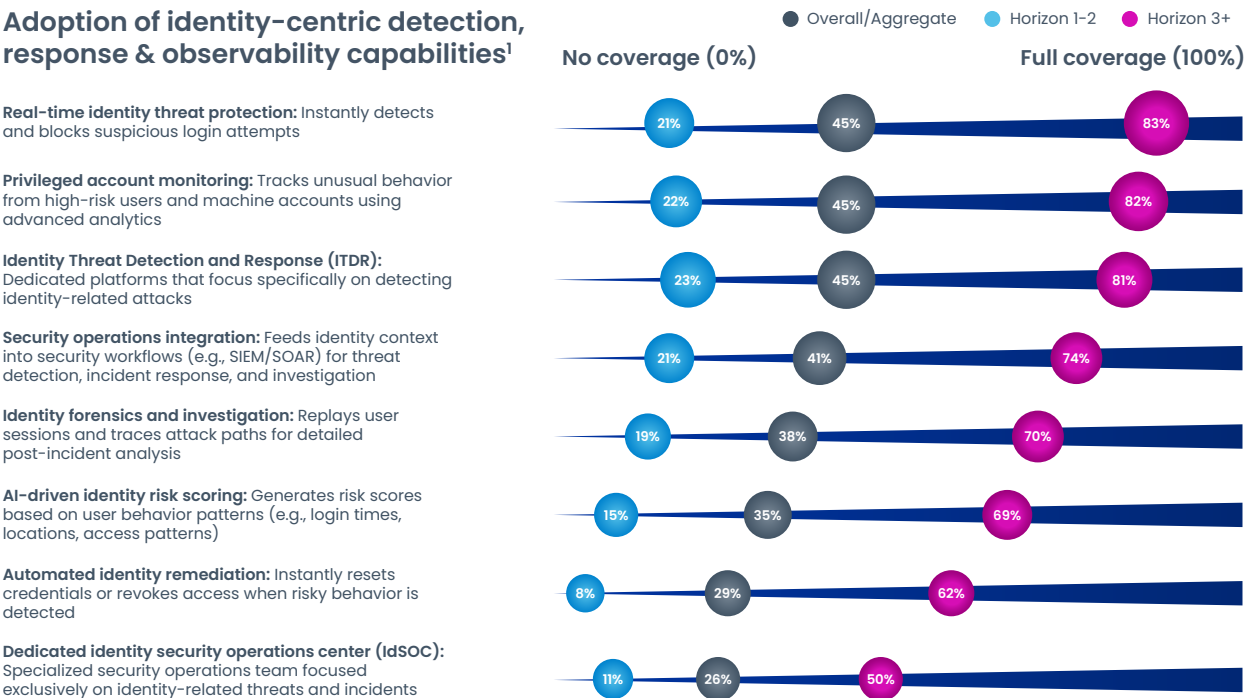 Adoption of identity-centric detection,
response & observability capabilities¹
Overall/Aggregate
Horizon 1-2
Horizon 3+
No coverage (0%)
Full coverage (100%)
Real-time identity threat protection: Instantly detects
and blocks suspicious login attempts
21%
45%
83%
Privileged account monitoring: Tracks unusual behavior
from high-risk users and machine accounts using
advanced analytics
22%
45%
82%
Identity Threat Detection and Response (ITDR):
Dedicated platforms that focus specifically on detecting
identity-related attacks
23%
45%
81%
Security operations integration: Feeds identity context
into security workflows (e.g., SIEM/SOAR) for threat
detection, incident response, and investigation
21%
41%
74%
Identity forensics and investigation: Replays user
sessions and traces attack paths for detailed
post-incident analysis
19%
38%
70%
AI-driven identity risk scoring: Generates risk scores
based on user behavior patterns (e.g., login times,
locations, access patterns)
15%
35%
69%
Automated identity remediation: Instantly resets
credentials or revokes access when risky behavior is
detected
8%
29%
62%
Dedicated identity security operations center (IdSOC):
Specialized security operations team focused
exclusively on identity-related threats and incidents
11%
26%
50%